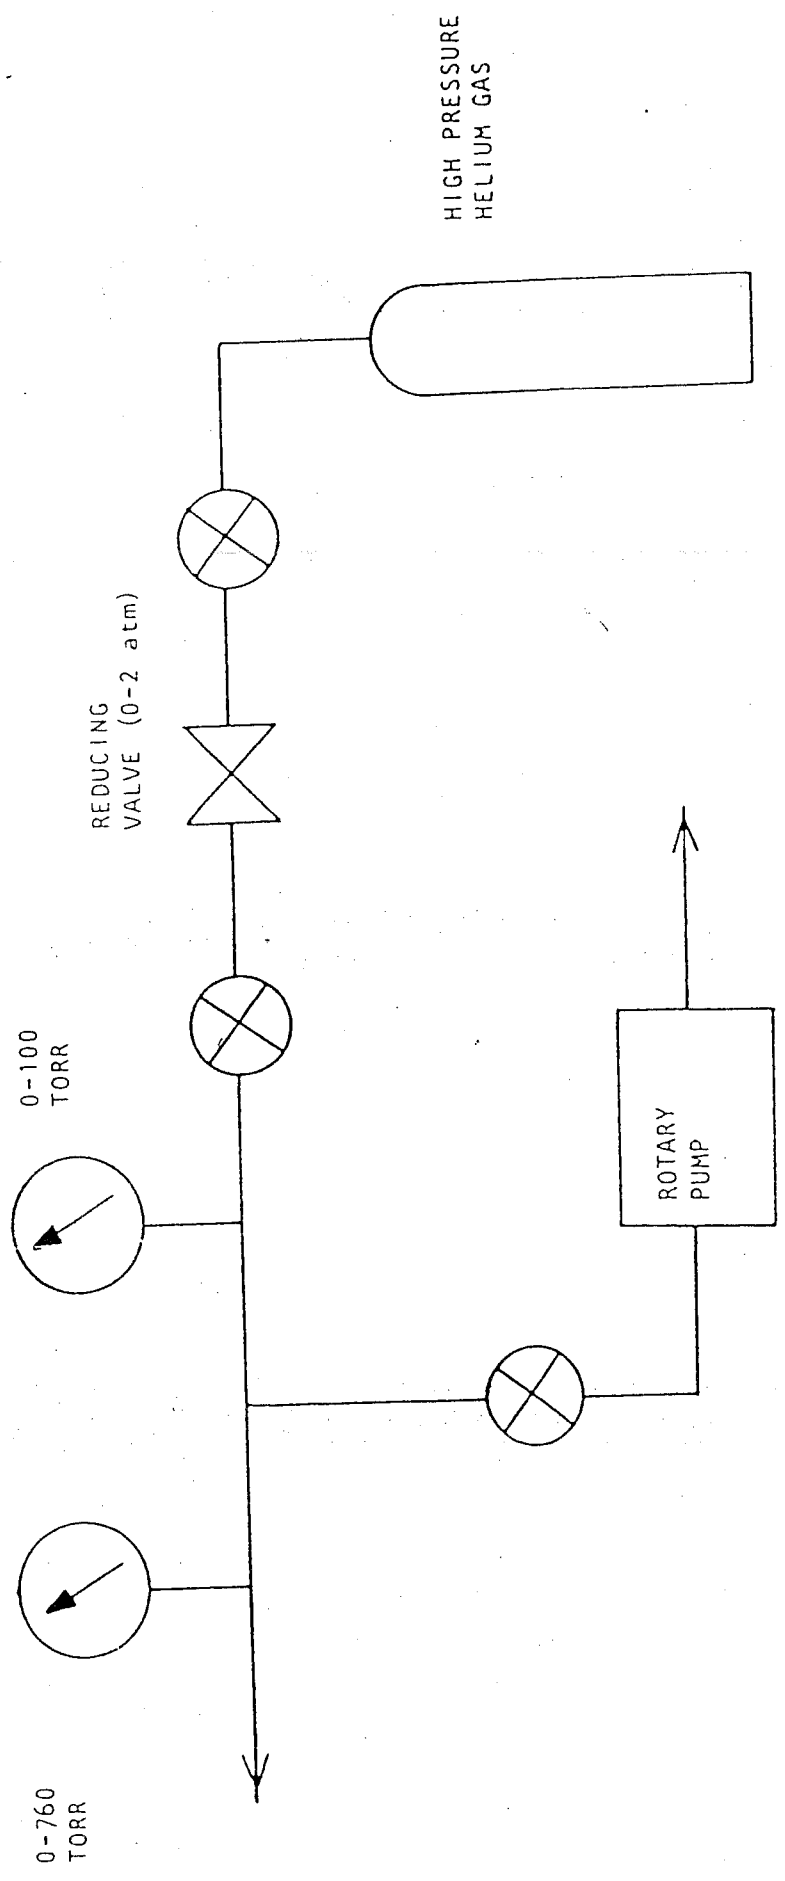 0-760
TORR
0-100
TORR
REDUCING
VALVE (0-2 atm)
HIGH PRESSURE
HELIUM GAS
ROTARY
PUMP